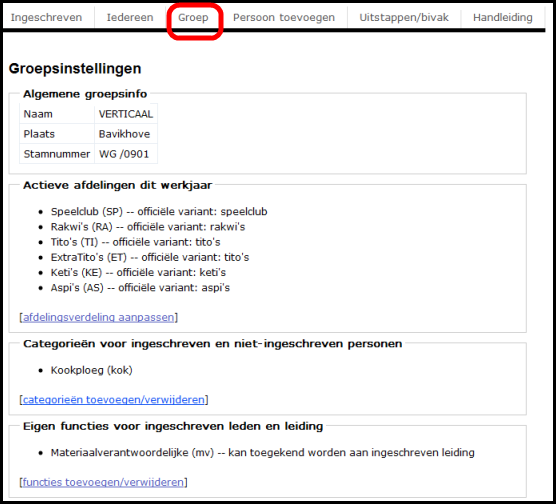 Ingeschreven Iedereen Groep Persoon toevoegen Uitstappen/bivak Handleiding
Groepsinstellingen
Algemene groepsinfo
Naam VERTICAAL
Plaats Bavikhove
Stamnummer WG /0901
Actieve afdelingen dit werkjaar
• Speelclub (SP) -- officiële variant: speelclub
• Rakwi's (RA) -- officiële variant: rakwi's
• Tito's (TI) -- officiële variant: tito's
• ExtraTito's (ET) -- officiële variant: tito's
• Keti's (KE) -- officiële variant: keti's
• Aspi's (AS) -- officiële variant: aspi's
[afdelingsverdeling aanpassen]
Categorieën voor ingeschreven en niet-ingeschreven personen
• Kookploeg (kok)
[categorieën toevoegen/verwijderen]
Eigen functies voor ingeschreven leden en leiding
• Materiaalverantwoordelijke (mv) -- kan toegekend worden aan ingeschreven leiding
[functies toevoegen/verwijderen]